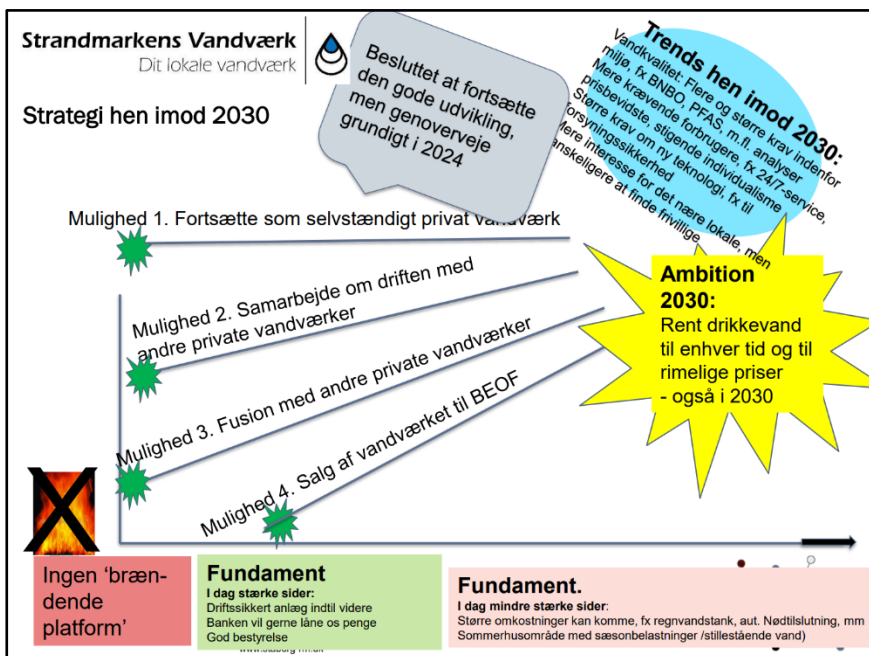 Strandmarkens Vandværk
Dit lokale vandværk
Strategi hen imod 2030
Besluttet at fortsætte
den gode udvikling,
men genoverveje
grundigt i 2024
Trends hen imod 2030:
Vandkvalitet: Flere og større krav indenfor
miljø, fx BNBO, PFAS, m.fl. analyser
Mere krævende forbrugere, fx 24/7-service,
prisbevidste, stigende individualisme
Større krav om ny teknologi, fx til
forsyningssikkerhed
Mere interesse for det nære lokale, men
vanskeligere at finde frivillige
Mulighed 1. Fortsætte som selvstændigt privat vandværk
Mulighed 2. Samarbejde om driften med
andre private vandværker
Mulighed 3. Fusion med andre private vandværker
Mulighed 4. Salg af vandværket til BEOF
Ambition
2030:
Rent drikkevand
til enhver tid og til
rimelige priser
- også i 2030
Ingen ‘bræn-
dende
platform’
Fundament
I dag stærke sider:
Driftssikkert anlæg indtil videre
Banken vil gerne låne os penge
God bestyrelse
Fundament.
I dag mindre stærke sider:
Større omkostninger kan komme, fx regnvandstank, aut. Nødtilslutning, mm
Sommerhusområde med sæsonbelastninger /stillestående vand)